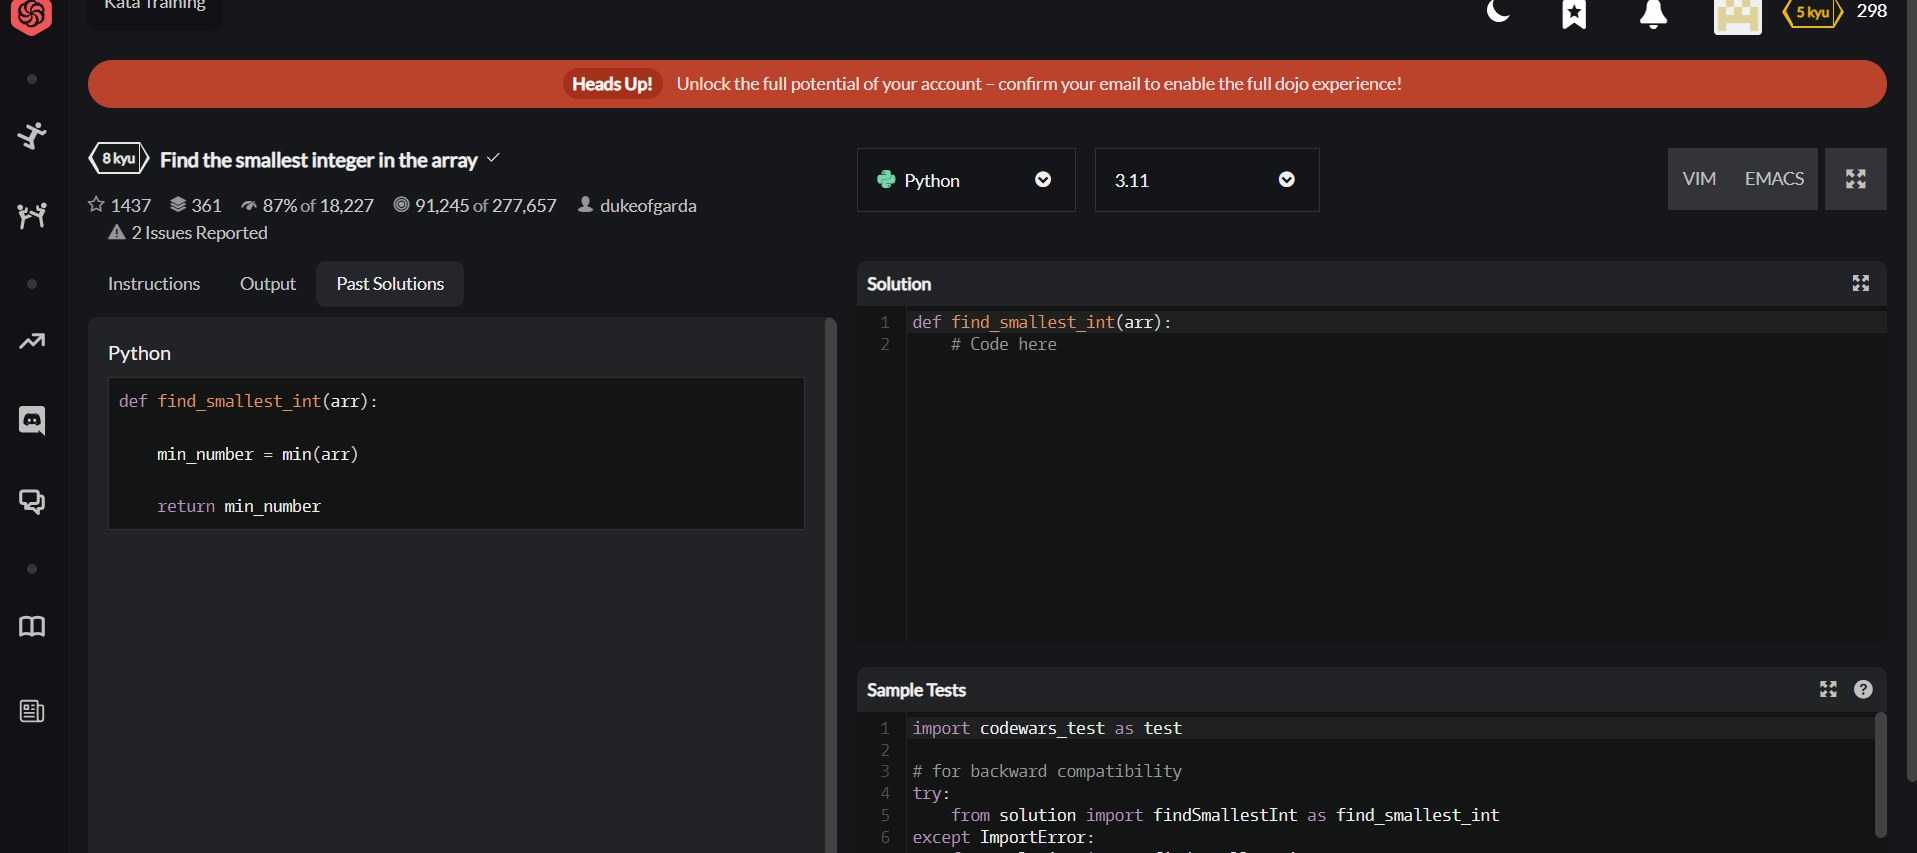 Kata Training
5 kyu 298
Heads Up! Unlock the full potential of your account – confirm your email to enable the full dojo experience!
8 kyu Find the smallest integer in the array
1437 361 87% of 18,227 91,245 of 277,657 dukeofgarda
2 Issues Reported
Python 3.11 VIM EMACS
Instructions Output Past Solutions
Python
def find_smallest_int(arr):
    min_number = min(arr)
    return min_number
Solution
1 def find_smallest_int(arr):
2     # Code here
Sample Tests
1 import codewars_test as test
2
3 # for backward compatibility
4 try:
5     from solution import findSmallestInt as find_smallest_int
6 except ImportError: